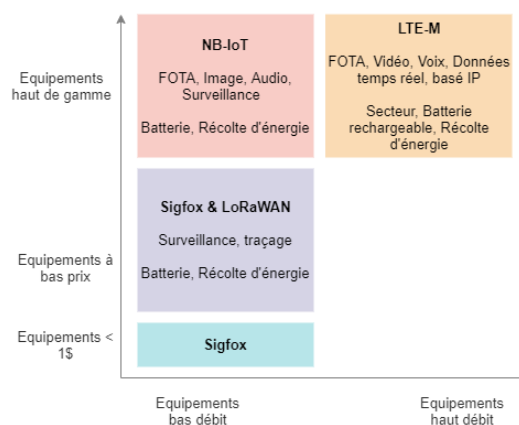 NB-IoT
FOTA, Image, Audio,
Surveillance
Batterie, Récolte d'énergie
LTE-M
FOTA, Vidéo, Voix, Données
temps réel, basé IP
Secteur, Batterie
rechargeable, Récolte
d'énergie
Equipements
haut de gamme
Sigfox & LoRaWAN
Surveillance, traçage
Batterie, Récolte d'énergie
Equipements à
bas prix
Equipements <
1$
Sigfox
Equipements
bas débit
Equipements
haut débit